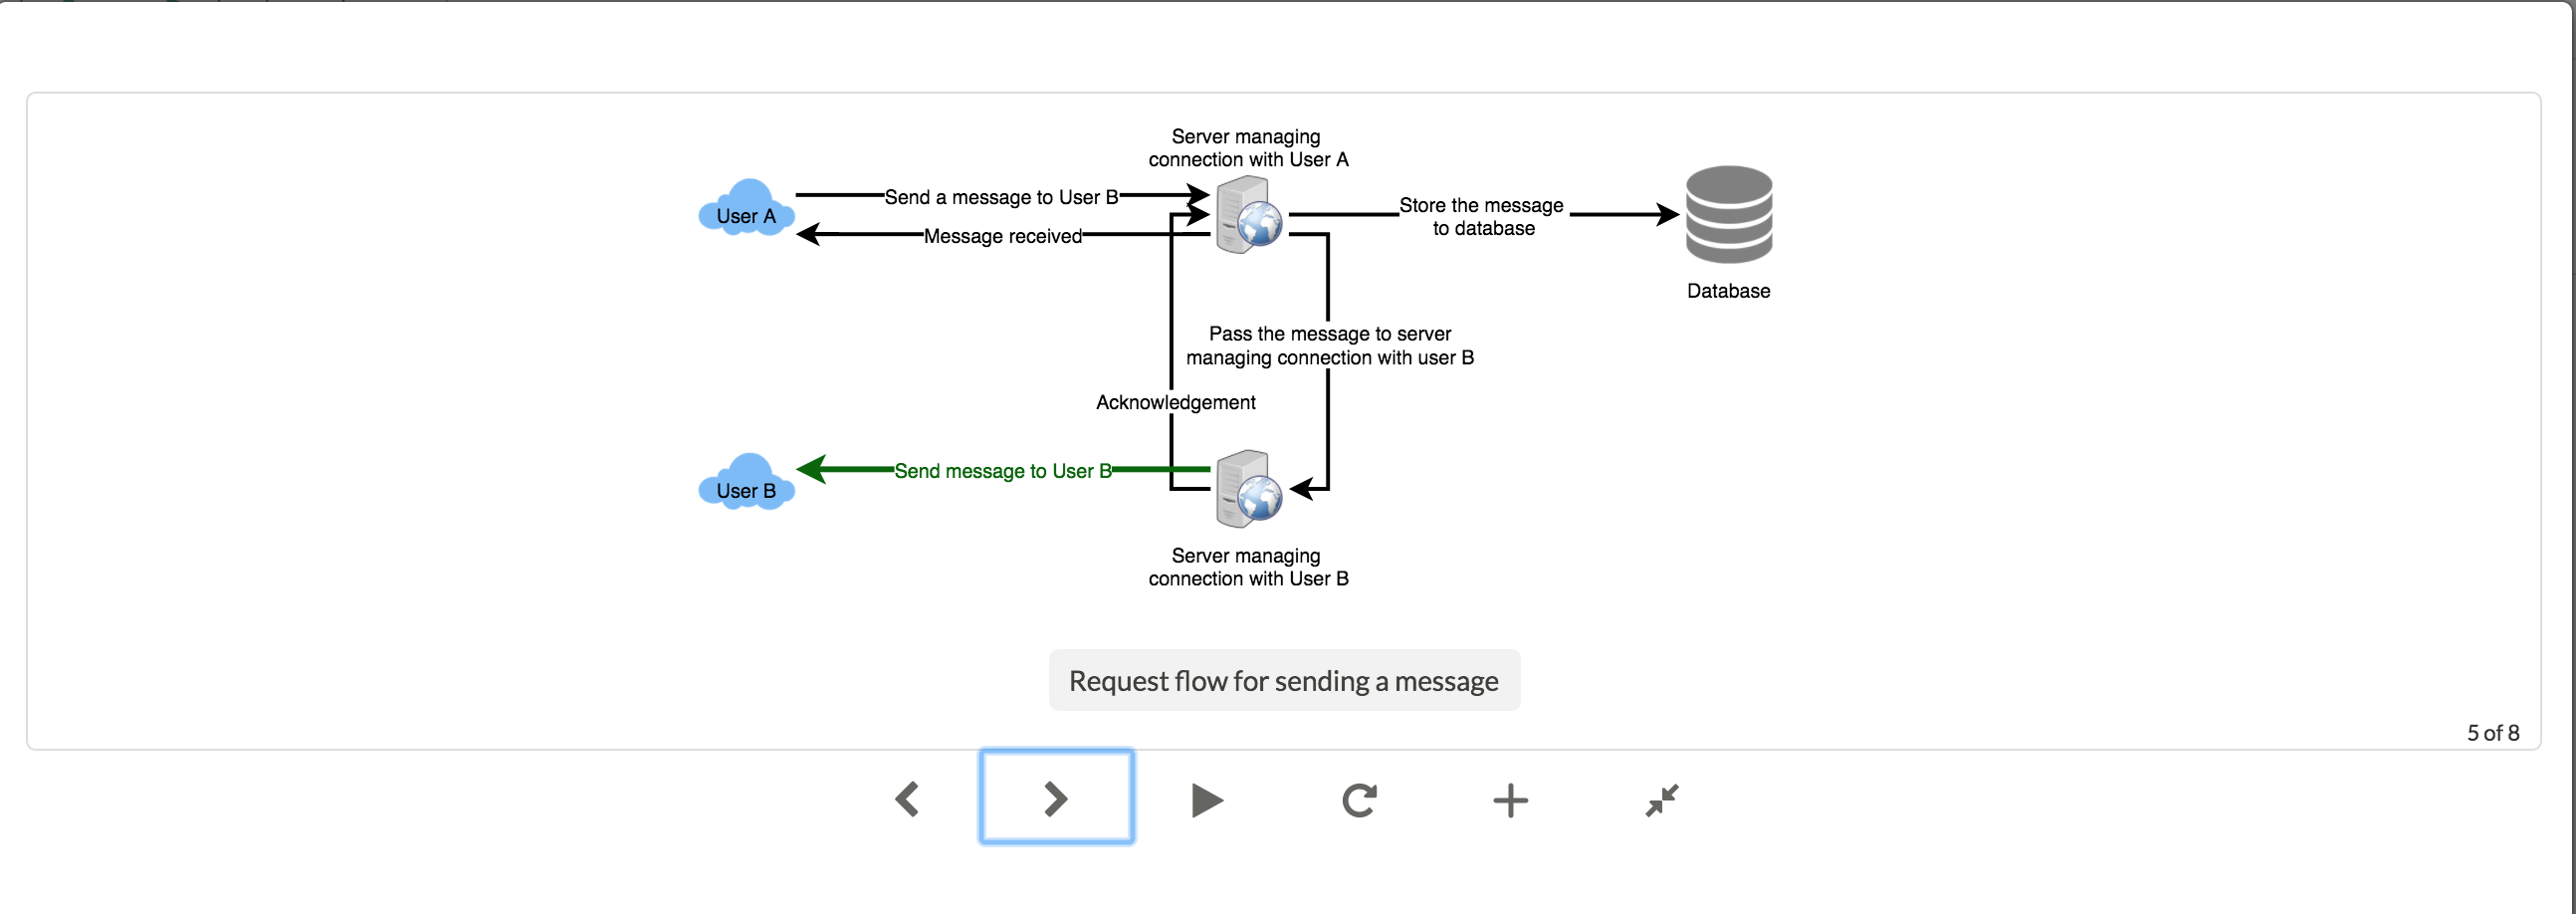 Server managing
connection with User A
User A
Send a message to User B
Message received
Store the message
to database
Database
Pass the message to server
managing connection with user B
Acknowledgement
User B
Send message to User B
Server managing
connection with User B
Request flow for sending a message
5 of 8